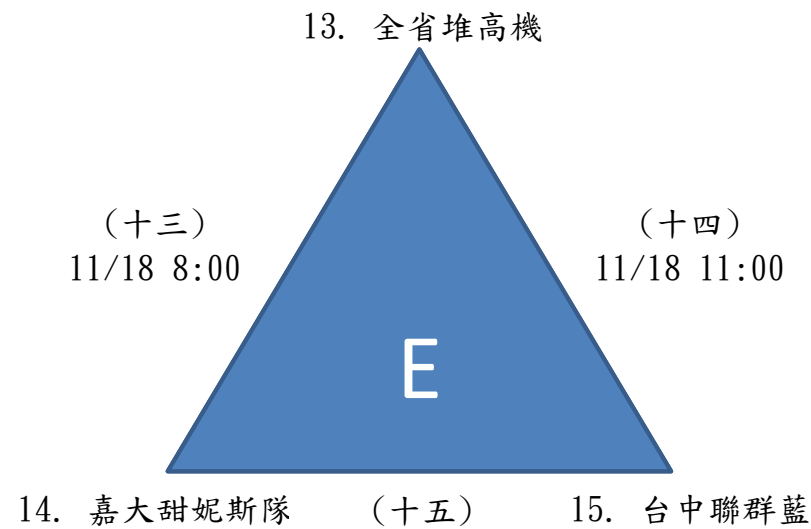 13. 全省堆高機
（十三）
11/18 8:00
（十四）
11/18 11:00
E
14. 嘉大甜妮斯隊
（十五）
15. 台中聯群藍